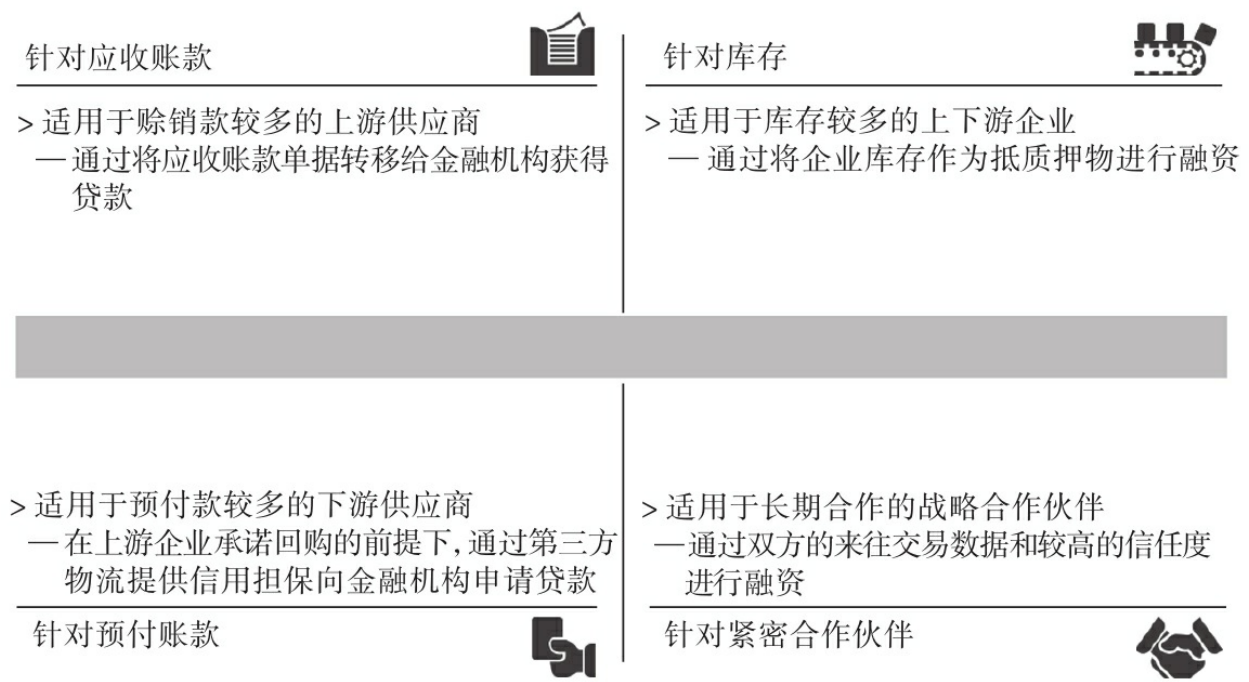 针对应收账款
> 适用于赊销款较多的上游供应商
— 通过将应收账款单据转移给金融机构获得
贷款
针对库存
> 适用于库存较多的上下游企业
— 通过将企业库存作为抵质押物进行融资
> 适用于预付款较多的下游供应商
— 在上游企业承诺回购的前提下,通过第三方
物流提供信用担保向金融机构申请贷款
针对预付账款
> 适用于长期合作的战略合作伙伴
—通过双方的来往交易数据和较高的信任度
进行融资
针对紧密合作伙伴